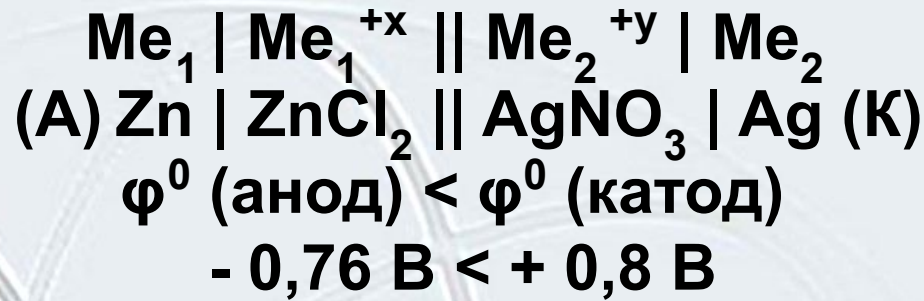 Me₁ | Me₁⁺ˣ || Me₂⁺ʸ | Me₂
(А) Zn | ZnCl₂ || AgNO₃ | Ag (К)
φ⁰ (анод) < φ⁰ (катод)
- 0,76 В < + 0,8 В